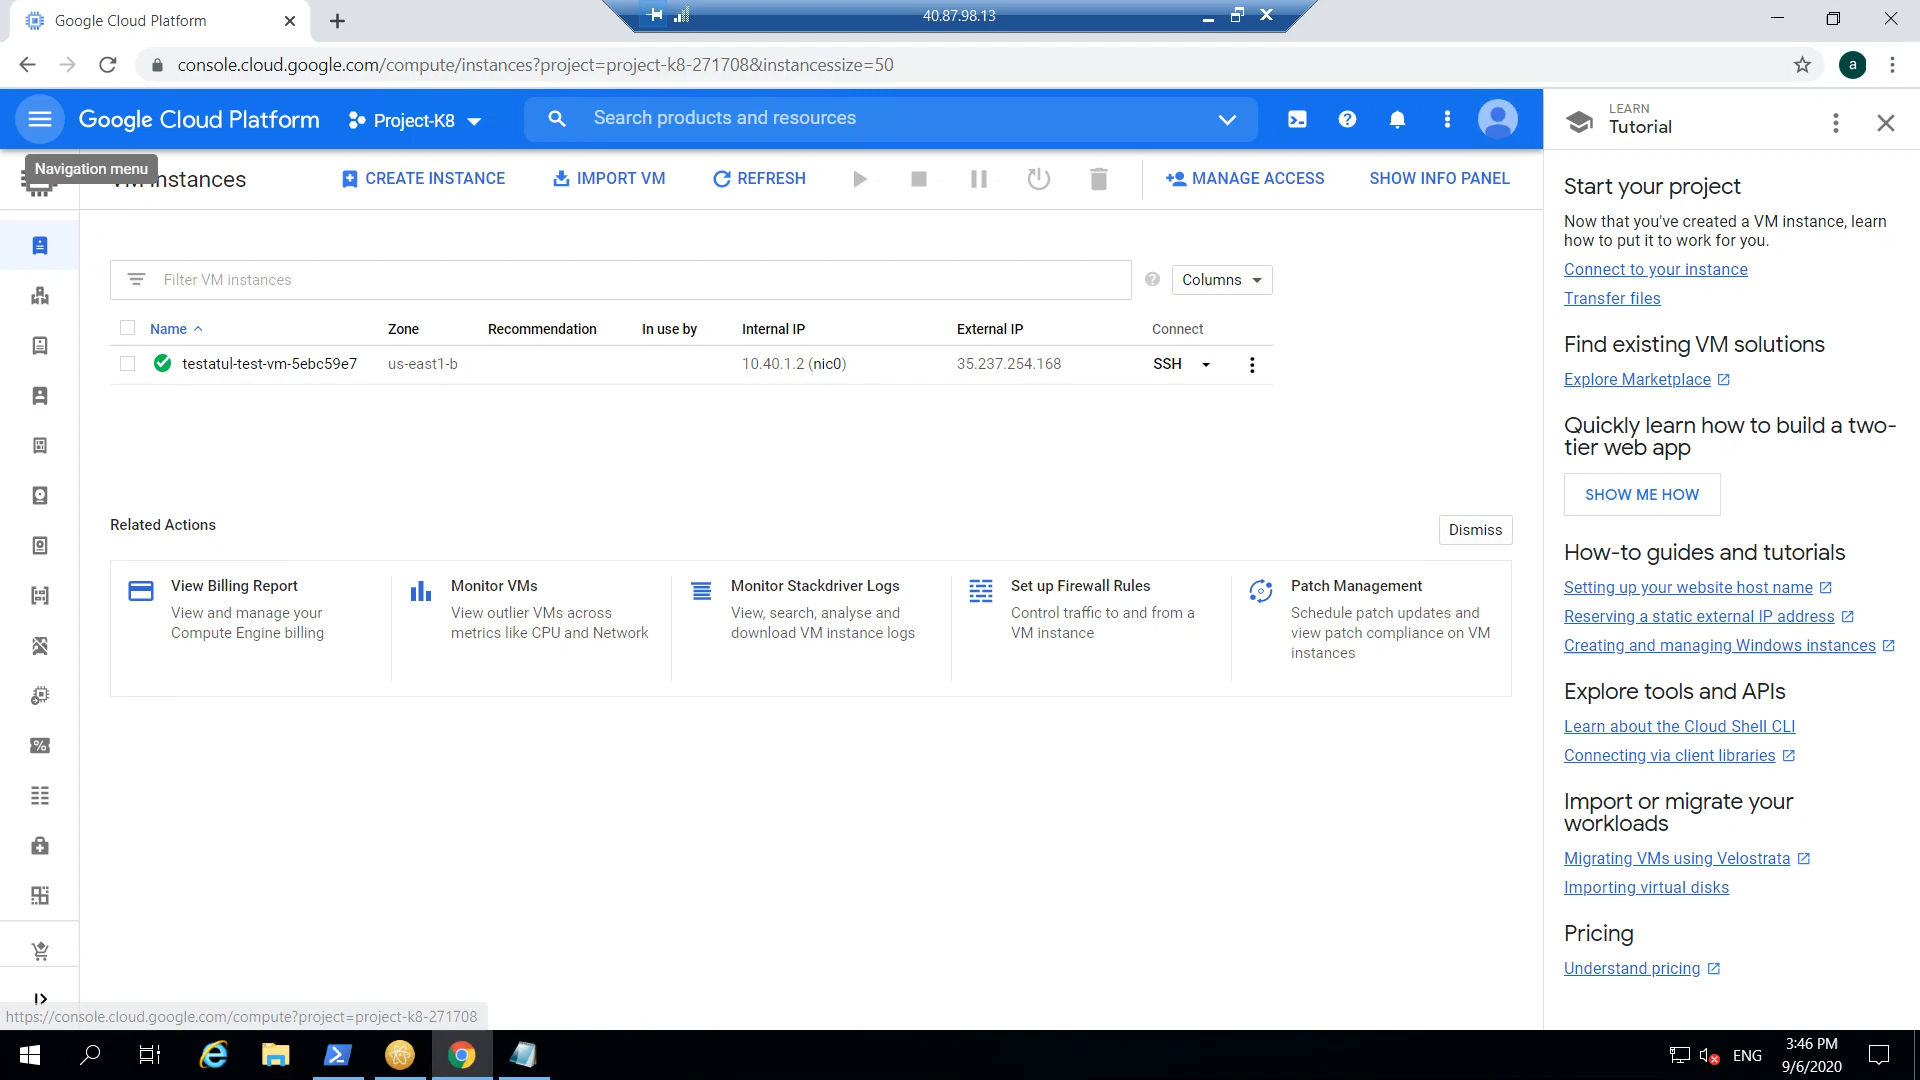 Google Cloud Platform
40.87.98.13
console.cloud.google.com/compute/instances?project=project-k8-271708&instancessize=50
a
Google Cloud Platform
Project-K8
Search products and resources
LEARN
Tutorial
Navigation menu
VM instances
CREATE INSTANCE
IMPORT VM
REFRESH
MANAGE ACCESS
SHOW INFO PANEL
Filter VM instances
Columns
Name
Zone
Recommendation
In use by
Internal IP
External IP
Connect
testatul-test-vm-5ebc59e7
us-east1-b
10.40.1.2 (nic0)
35.237.254.168
SSH
Related Actions
Dismiss
View Billing Report
View and manage your
Compute Engine billing
Monitor VMs
View outlier VMs across
metrics like CPU and Network
Monitor Stackdriver Logs
View, search, analyse and
download VM instance logs
Set up Firewall Rules
Control traffic to and from a
VM instance
Patch Management
Schedule patch updates and
view patch compliance on VM
instances
Start your project
Now that you've created a VM instance, learn
how to put it to work for you.
Connect to your instance
Transfer files
Find existing VM solutions
Explore Marketplace
Quickly learn how to build a two-
tier web app
SHOW ME HOW
How-to guides and tutorials
Setting up your website host name
Reserving a static external IP address
Creating and managing Windows instances
Explore tools and APIs
Learn about the Cloud Shell CLI
Connecting via client libraries
Import or migrate your
workloads
Migrating VMs using Velostrata
Importing virtual disks
Pricing
Understand pricing
https://console.cloud.google.com/compute?project=project-k8-271708
ENG
3:46 PM
9/6/2020